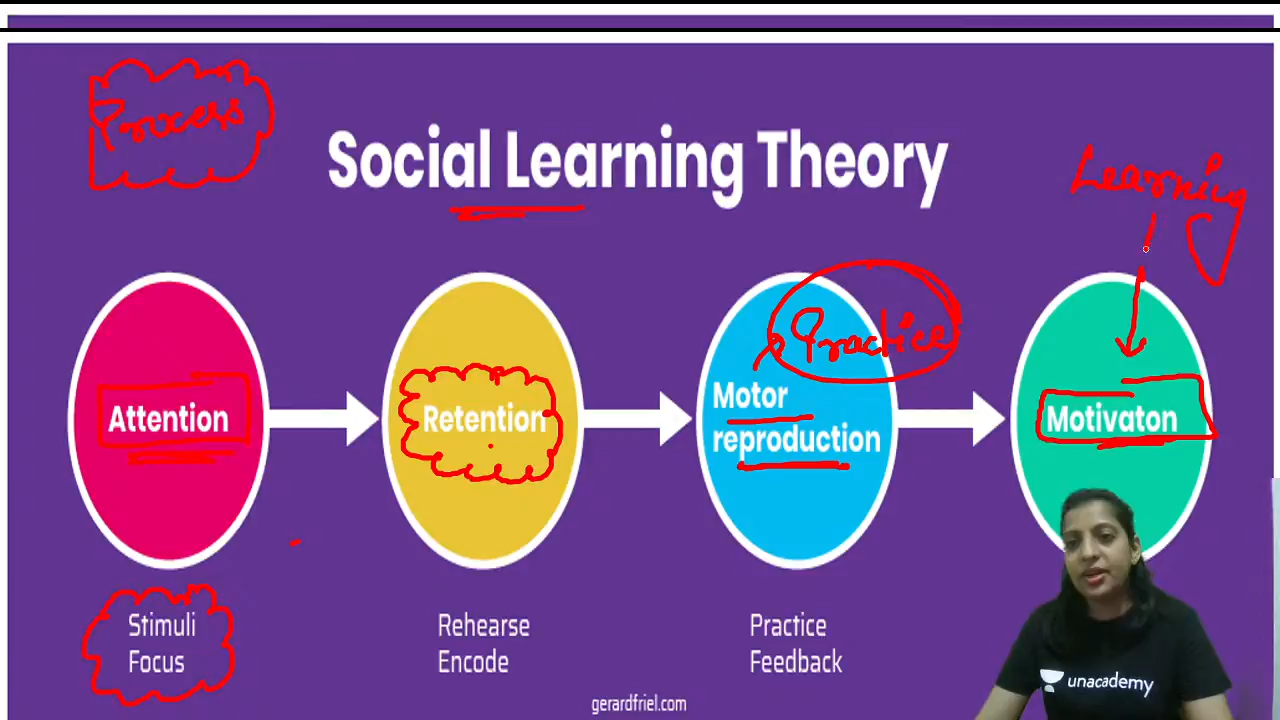 Process
Social Learning Theory
Learning
Practice
Attention
Retention
Motor
reproduction
Motivaton
Stimuli
Focus
Rehearse
Encode
Practice
Feedback
unacademy
gerardfriel.com